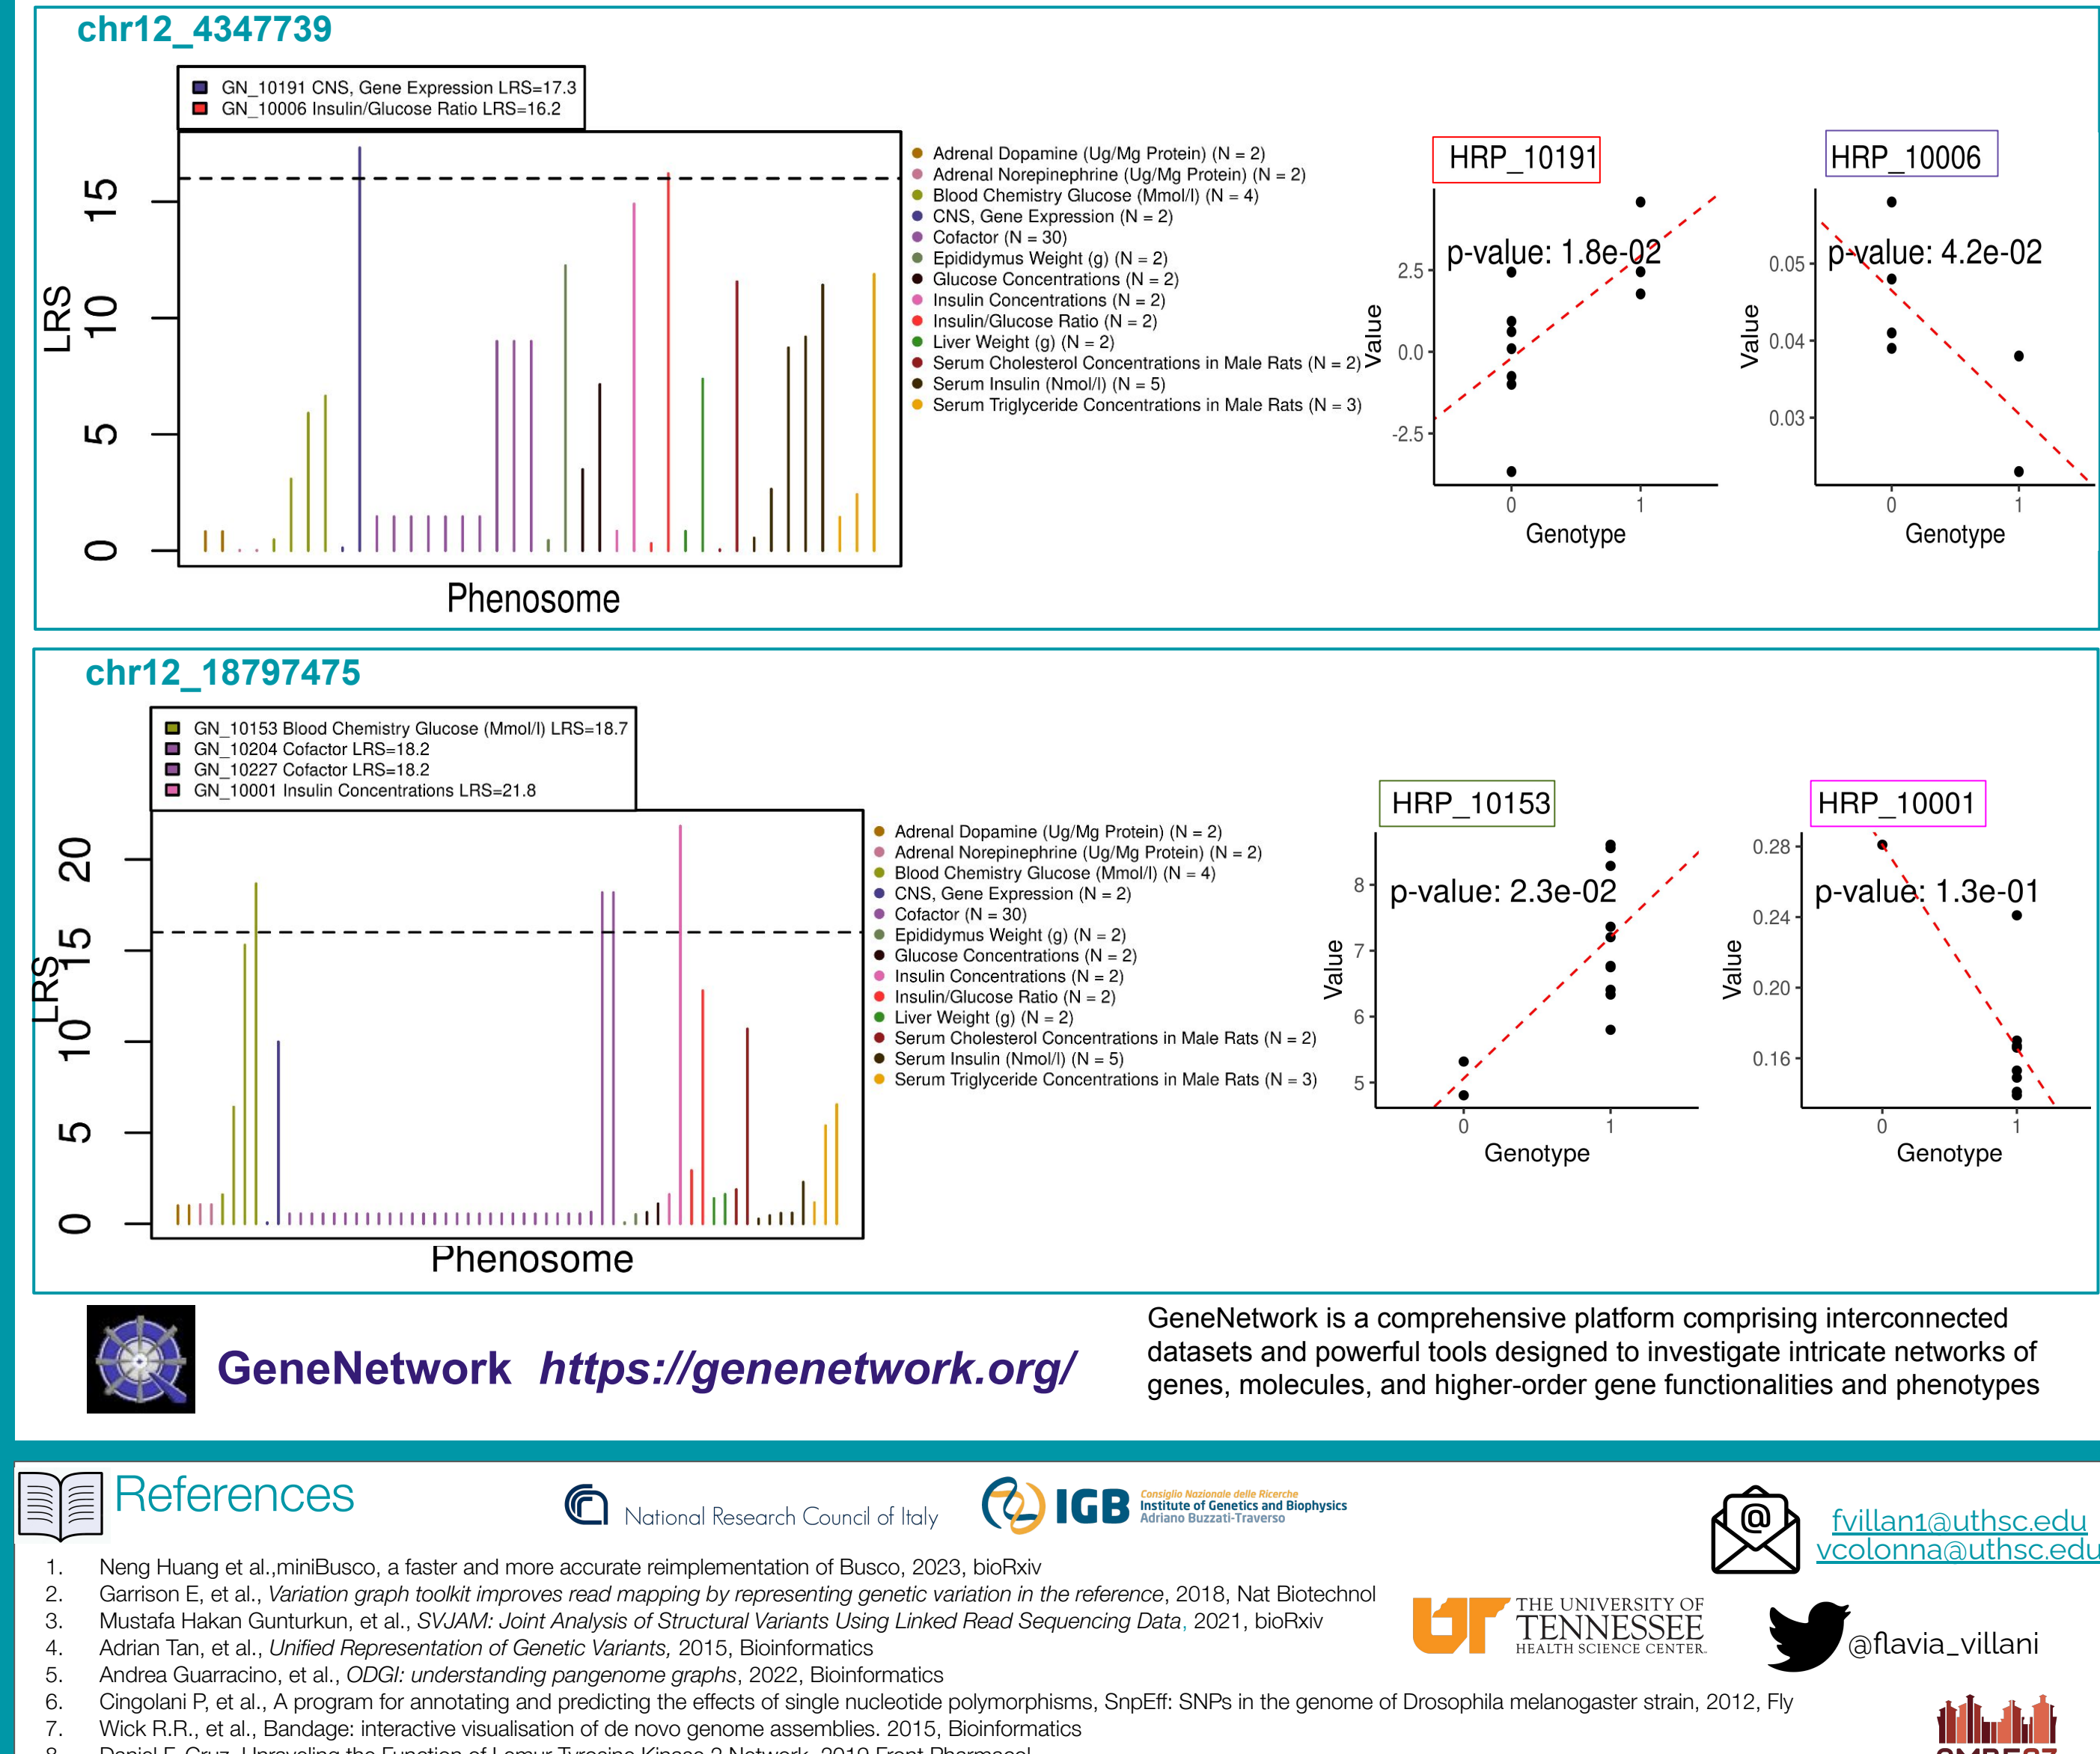 chr12_4347739
GN_10191 CNS, Gene Expression LRS=17.3
GN_10006 Insulin/Glucose Ratio LRS=16.2
LRS
15
10
5
0
Phenosome
Adrenal Dopamine (Ug/Mg Protein) (N = 2)
Adrenal Norepinephrine (Ug/Mg Protein) (N = 2)
Blood Chemistry Glucose (Mmol/l) (N = 4)
CNS, Gene Expression (N = 2)
Cofactor (N = 30)
Epididymus Weight (g) (N = 2)
Glucose Concentrations (N = 2)
Insulin Concentrations (N = 2)
Insulin/Glucose Ratio (N = 2)
Liver Weight (g) (N = 2)
Serum Cholesterol Concentrations in Male Rats (N = 2)
Serum Insulin (Nmol/l) (N = 5)
Serum Triglyceride Concentrations in Male Rats (N = 3)
HRP_10191
p-value: 1.8e-02
Value
2.5
0.0
-2.5
0 1
Genotype
HRP_10006
p-value: 4.2e-02
Value
0.05
0.04
0.03
0 1
Genotype
chr12_18797475
GN_10153 Blood Chemistry Glucose (Mmol/l) LRS=18.7
GN_10204 Cofactor LRS=18.2
GN_10227 Cofactor LRS=18.2
GN_10001 Insulin Concentrations LRS=21.8
LRS
20
15
10
5
0
Phenosome
Adrenal Dopamine (Ug/Mg Protein) (N = 2)
Adrenal Norepinephrine (Ug/Mg Protein) (N = 2)
Blood Chemistry Glucose (Mmol/l) (N = 4)
CNS, Gene Expression (N = 2)
Cofactor (N = 30)
Epididymus Weight (g) (N = 2)
Glucose Concentrations (N = 2)
Insulin Concentrations (N = 2)
Insulin/Glucose Ratio (N = 2)
Liver Weight (g) (N = 2)
Serum Cholesterol Concentrations in Male Rats (N = 2)
Serum Insulin (Nmol/l) (N = 5)
Serum Triglyceride Concentrations in Male Rats (N = 3)
HRP_10153
p-value: 2.3e-02
Value
8
7
6
5
0 1
Genotype
HRP_10001
p-value: 1.3e-01
Value
0.28
0.24
0.20
0.16
0 1
Genotype
GeneNetwork https://genenetwork.org/
GeneNetwork is a comprehensive platform comprising interconnected
datasets and powerful tools designed to investigate intricate networks of
genes, molecules, and higher-order gene functionalities and phenotypes
References
National Research Council of Italy
IGB
Consiglio Nazionale delle Ricerche
Institute of Genetics and Biophysics
Adriano Buzzati-Traverso
@
fvillan1@uthsc.edu
vcolonna@uthsc.edu
1. Neng Huang et al.,miniBusco, a faster and more accurate reimplementation of Busco, 2023, bioRxiv
2. Garrison E, et al., Variation graph toolkit improves read mapping by representing genetic variation in the reference, 2018, Nat Biotechnol
3. Mustafa Hakan Gunturkun, et al., SVJAM: Joint Analysis of Structural Variants Using Linked Read Sequencing Data, 2021, bioRxiv
4. Adrian Tan, et al., Unified Representation of Genetic Variants, 2015, Bioinformatics
5. Andrea Guarracino, et al., ODGI: understanding pangenome graphs, 2022, Bioinformatics
6. Cingolani P, et al., A program for annotating and predicting the effects of single nucleotide polymorphisms, SnpEff: SNPs in the genome of Drosophila melanogaster strain, 2012, Fly
7. Wick R.R., et al., Bandage: interactive visualisation of de novo genome assemblies. 2015, Bioinformatics
UT
THE UNIVERSITY OF
TENNESSEE
HEALTH SCIENCE CENTER.
@flavia_villani